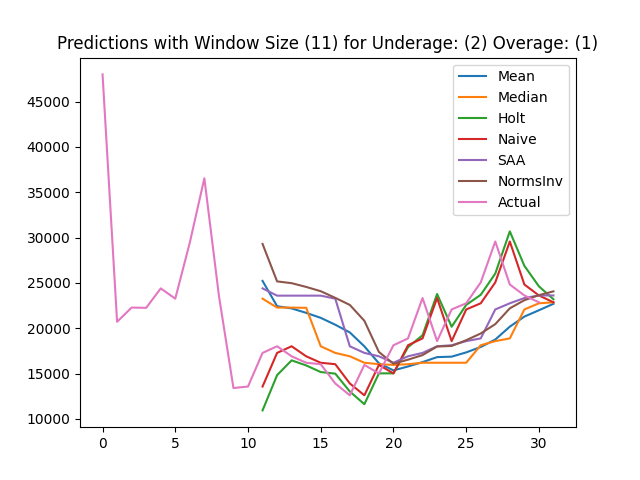 Predictions with Window Size (11) for Underage: (2) Overage: (1)
Mean
Median
Holt
Naive
SAA
NormsInv
Actual
45000
40000
35000
30000
25000
20000
15000
10000
0 5 10 15 20 25 30